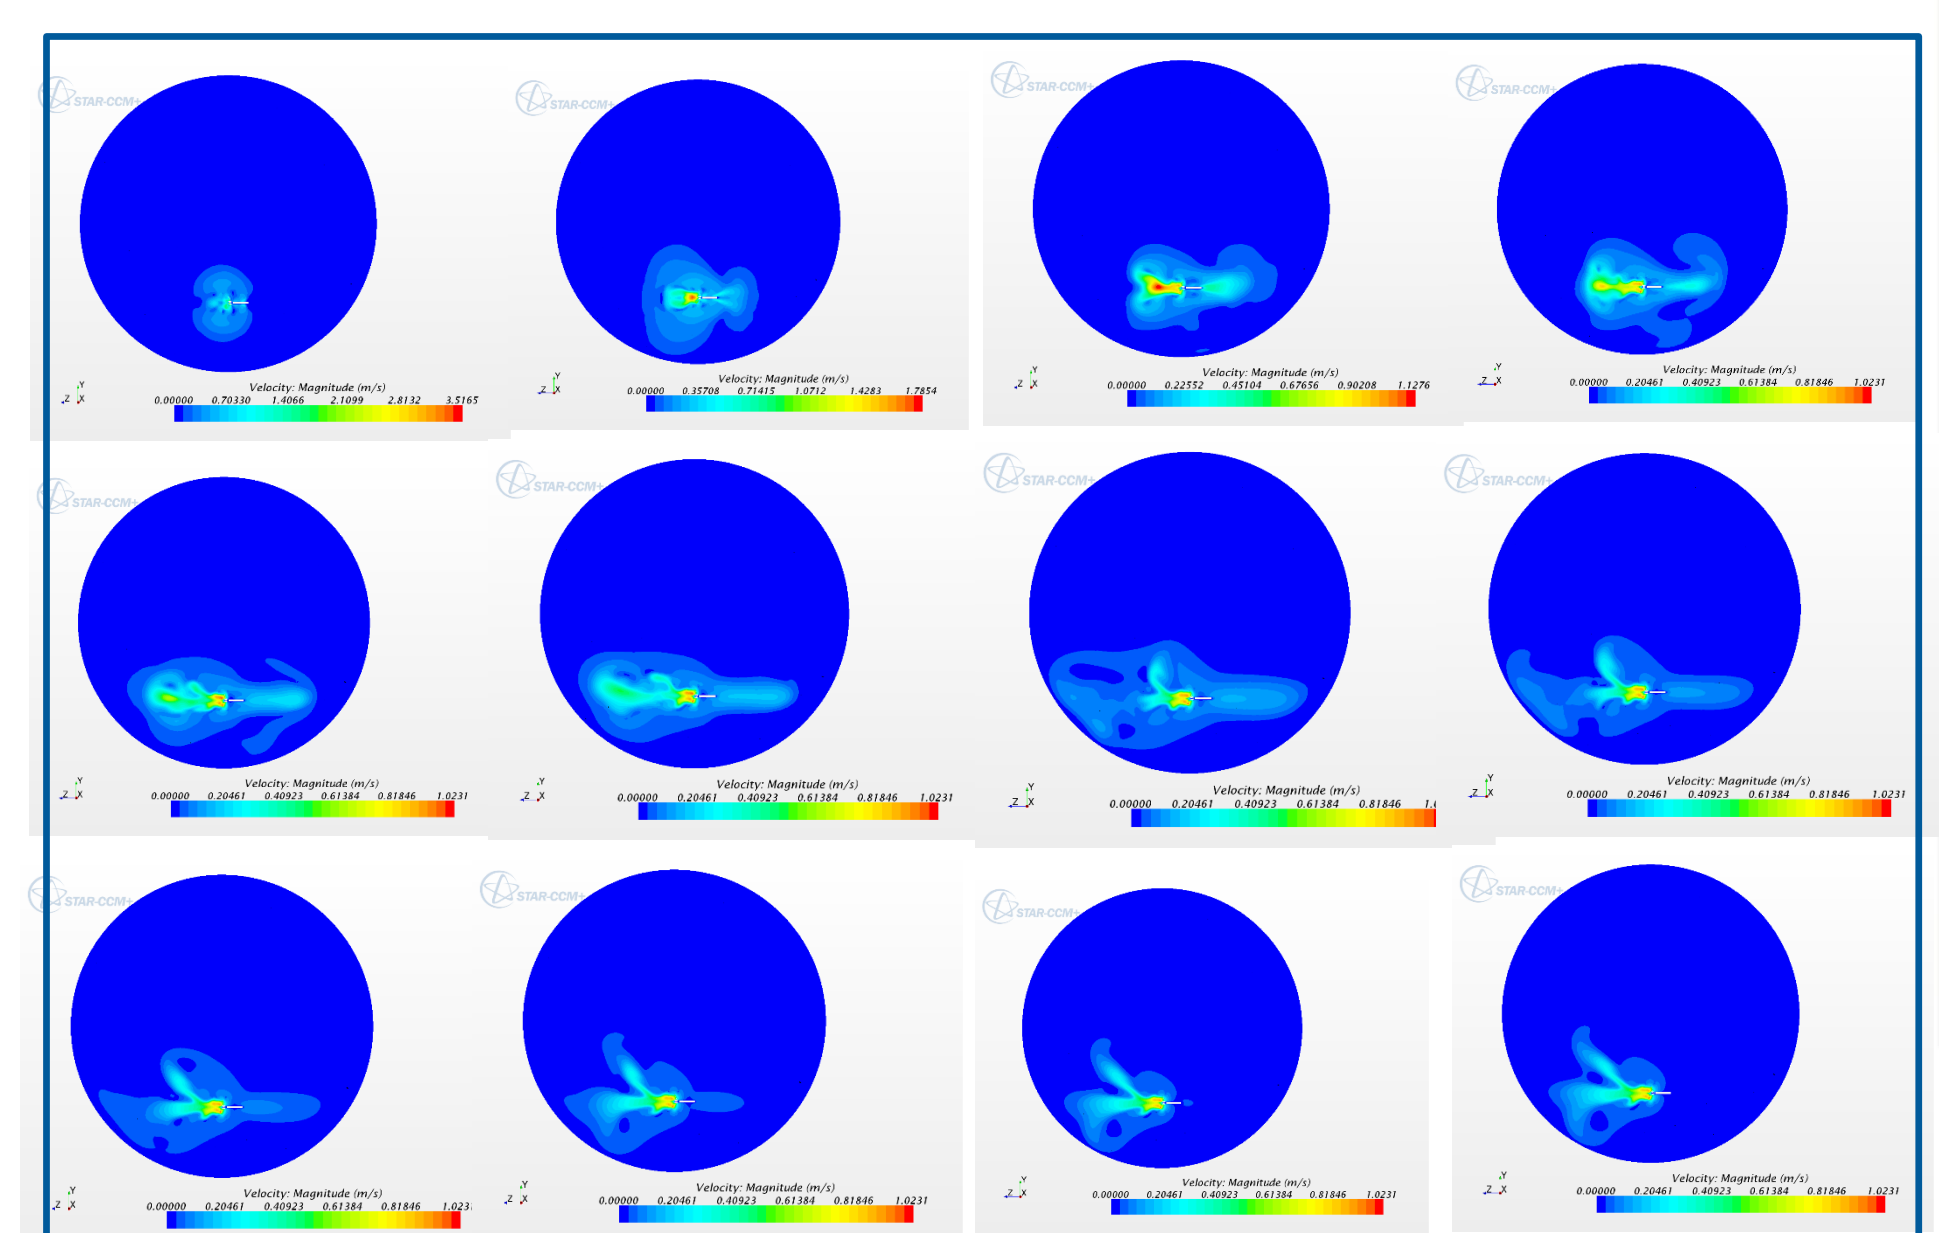 STAR-CCM+
Y
Z X
Velocity: Magnitude (m/s)
0.00000 0.70330 1.4066 2.1099 2.8132 3.5165
STAR-CCM+
Y
Z X
Velocity: Magnitude (m/s)
0.00000 0.35708 0.71415 1.0712 1.4283 1.7854
STAR-CCM+
Y
Z X
Velocity: Magnitude (m/s)
0.00000 0.22552 0.45104 0.67656 0.90208 1.1276
STAR-CCM+
Y
Z X
Velocity: Magnitude (m/s)
0.00000 0.20461 0.40923 0.61384 0.81846 1.0231
STAR-CCM+
Y
Z X
Velocity: Magnitude (m/s)
0.00000 0.20461 0.40923 0.61384 0.81846 1.0231
STAR-CCM+
Y
Z X
Velocity: Magnitude (m/s)
0.00000 0.20461 0.40923 0.61384 0.81846 1.0231
STAR-CCM+
Y
Z X
Velocity: Magnitude (m/s)
0.00000 0.20461 0.40923 0.61384 0.81846
STAR-CCM+
Y
Z X
Velocity: Magnitude (m/s)
0.00000 0.20461 0.40923 0.61384 0.81846 1.0231
STAR-CCM+
Y
Z X
Velocity: Magnitude (m/s)
0.00000 0.20461 0.40923 0.61384 0.81846 1.023
STAR-CCM+
Y
Z X
Velocity: Magnitude (m/s)
0.00000 0.20461 0.40923 0.61384 0.81846 1.0231
STAR-CCM+
Y
Z X
Velocity: Magnitude (m/s)
0.00000 0.20461 0.40923 0.61384 0.81846 1.0231
STAR-CCM+
Y
Z X
Velocity: Magnitude (m/s)
0.00000 0.20461 0.40923 0.61384 0.81846 1.0231